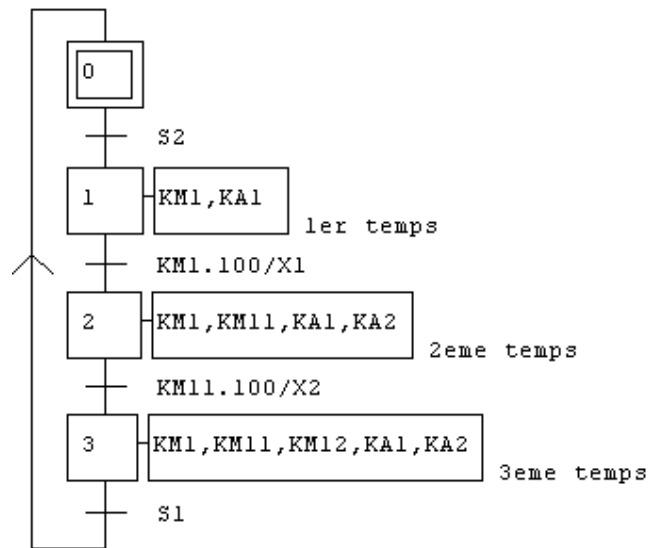 0
S2
1
KM1,KA1
1er temps
KM1.100/X1
2
KM1,KM11,KA1,KA2
2eme temps
KM11.100/X2
3
KM1,KM11,KM12,KA1,KA2
3eme temps
S1